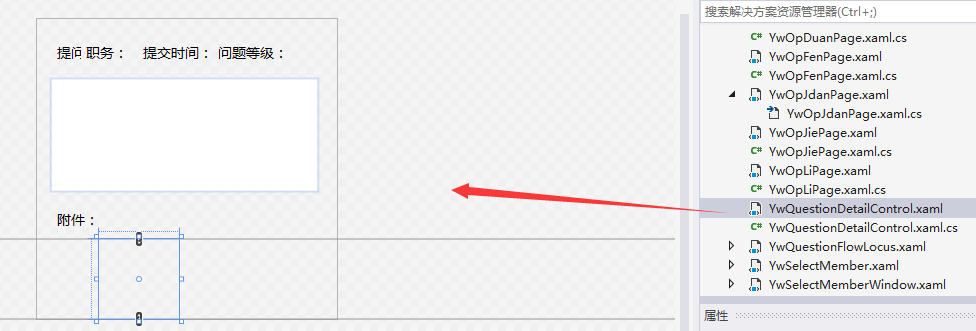 搜索解决方案资源管理器(Ctrl+;)
提问 职务： 提交时间： 问题等级：
附件：
YwOpDuanPage.xaml.cs
YwOpFenPage.xaml
YwOpFenPage.xaml.cs
YwOpJdanPage.xaml
YwOpJdanPage.xaml.cs
YwOpJiePage.xaml
YwOpJiePage.xaml.cs
YwOpLiPage.xaml
YwOpLiPage.xaml.cs
YwQuestionDetailControl.xaml
YwQuestionDetailControl.xaml.cs
YwQuestionFlowLocus.xaml
YwSelectMember.xaml
YwSelectMemberWindow.xaml
属性